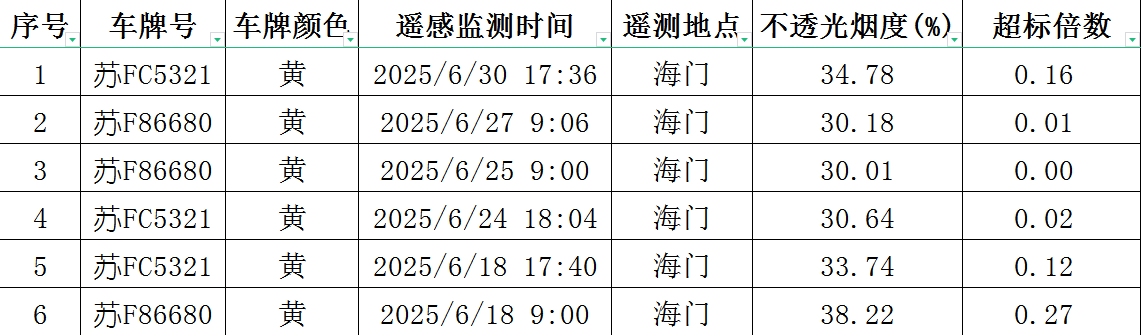 序号 车牌号 车牌颜色 遥感监测时间 遥测地点 不透光烟度(%) 超标倍数
1 苏FC5321 黄 2025/6/30 17:36 海门 34.78 0.16
2 苏F86680 黄 2025/6/27 9:06 海门 30.18 0.01
3 苏F86680 黄 2025/6/25 9:00 海门 30.01 0.00
4 苏FC5321 黄 2025/6/24 18:04 海门 30.64 0.02
5 苏FC5321 黄 2025/6/18 17:40 海门 33.74 0.12
6 苏F86680 黄 2025/6/18 9:00 海门 38.22 0.27